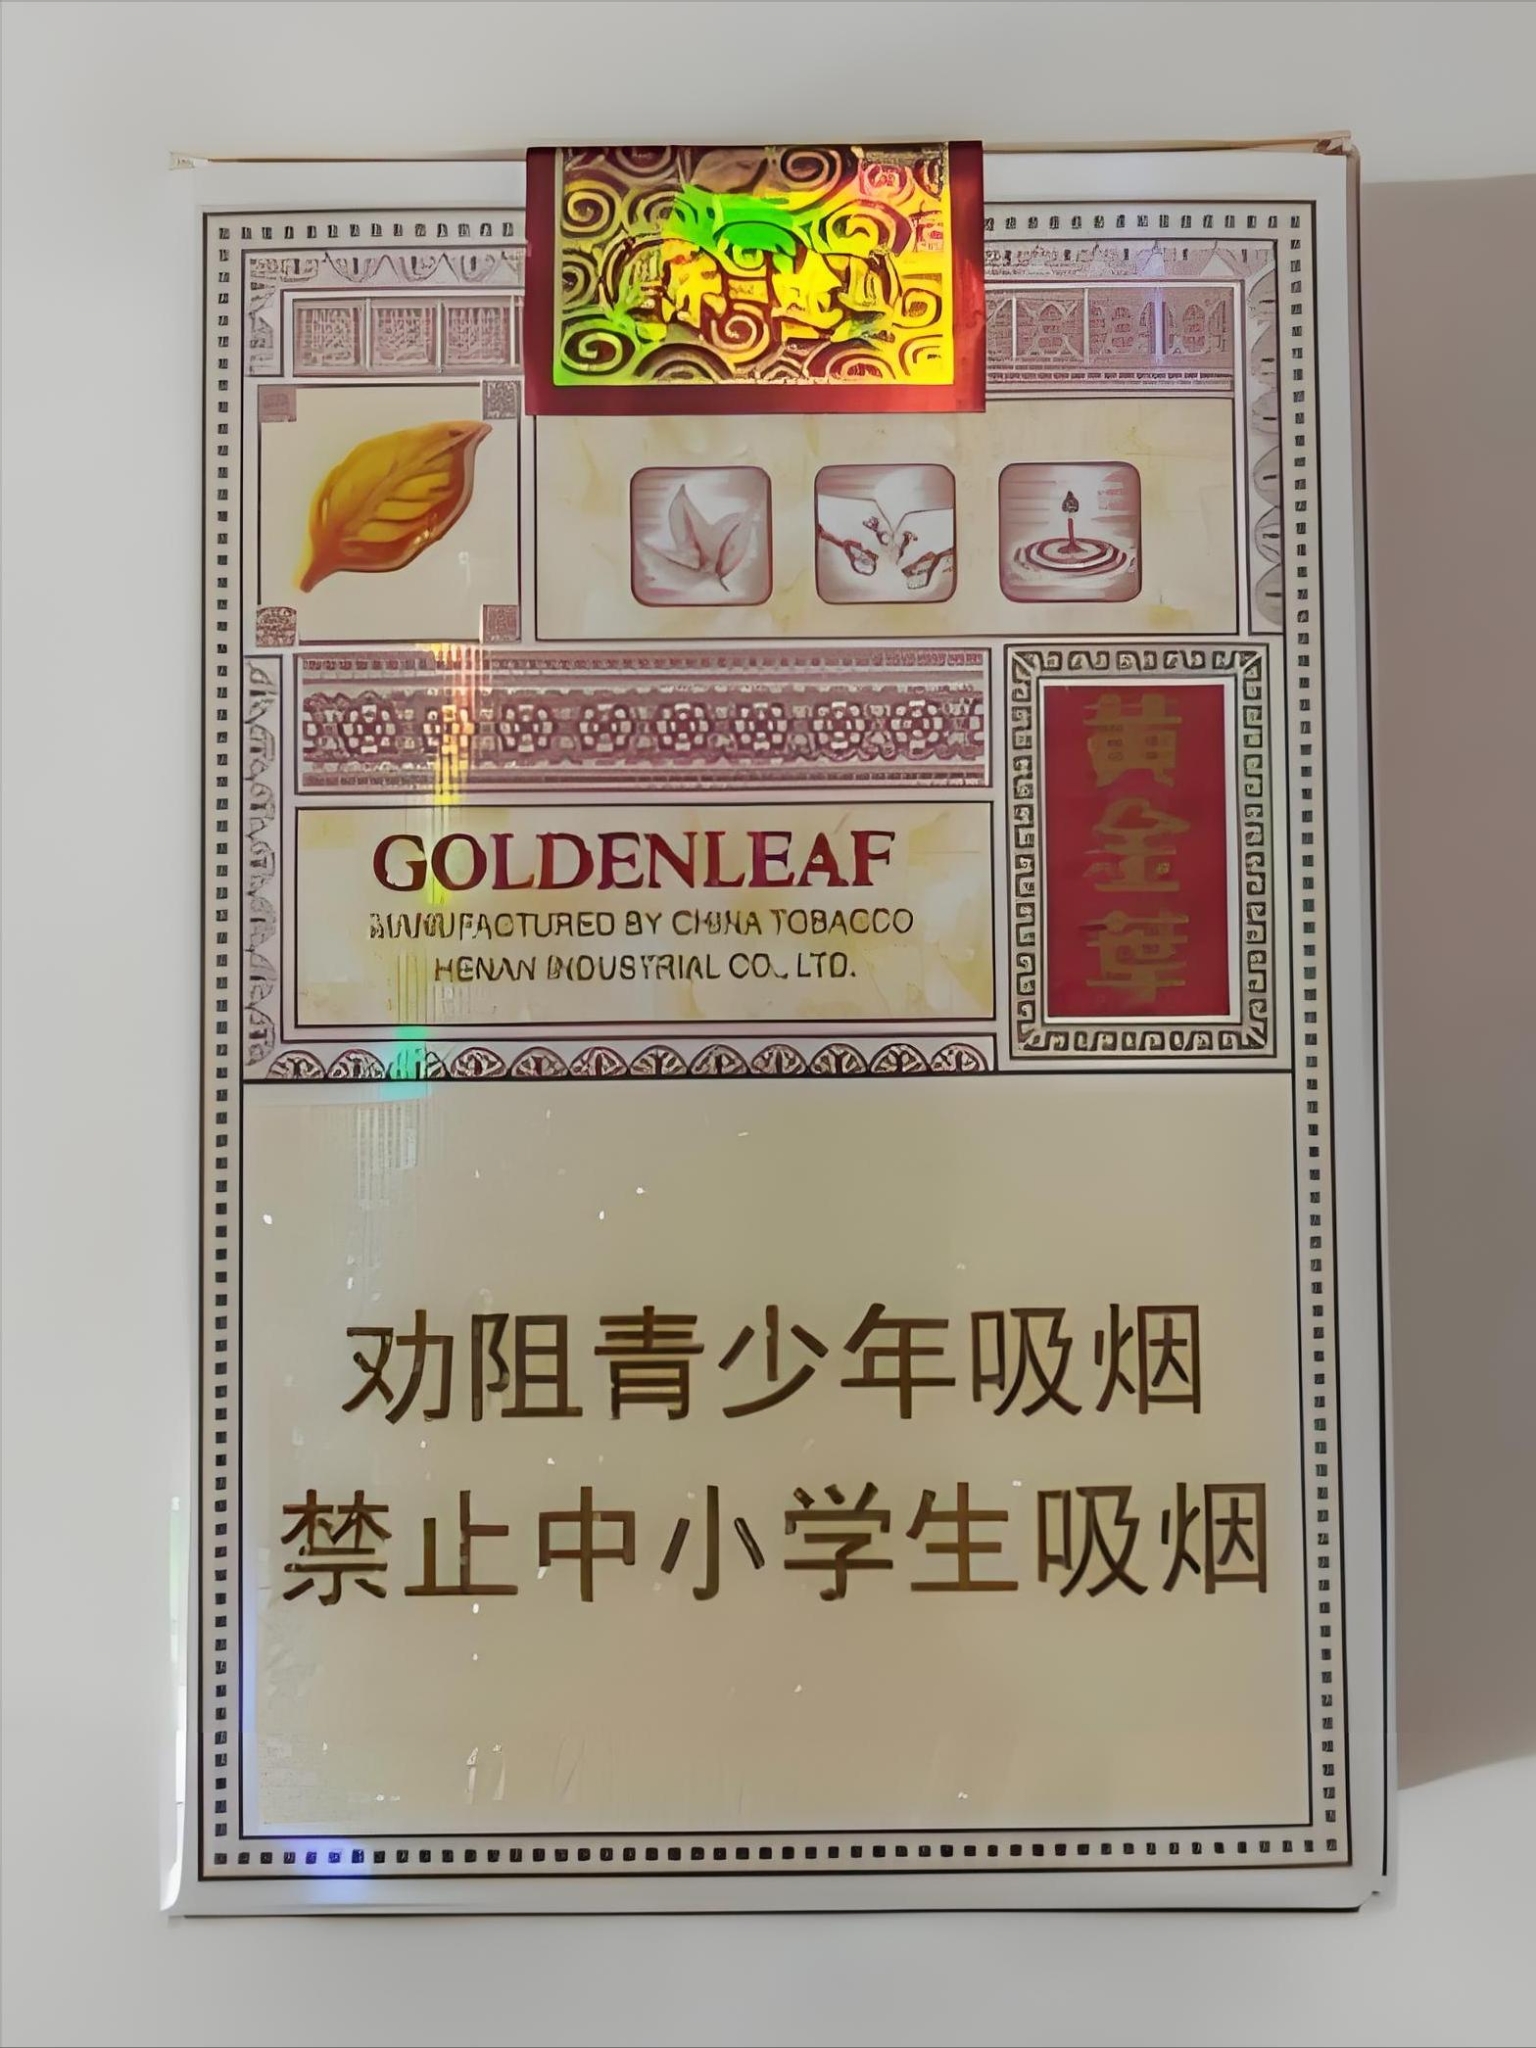 GOLDENLEAF
MANUFACTURED BY CHINA TOBACCO
HENAN INDUSTRIAL CO., LTD.
黄金葉
劝阻青少年吸烟
禁止中小学生吸烟